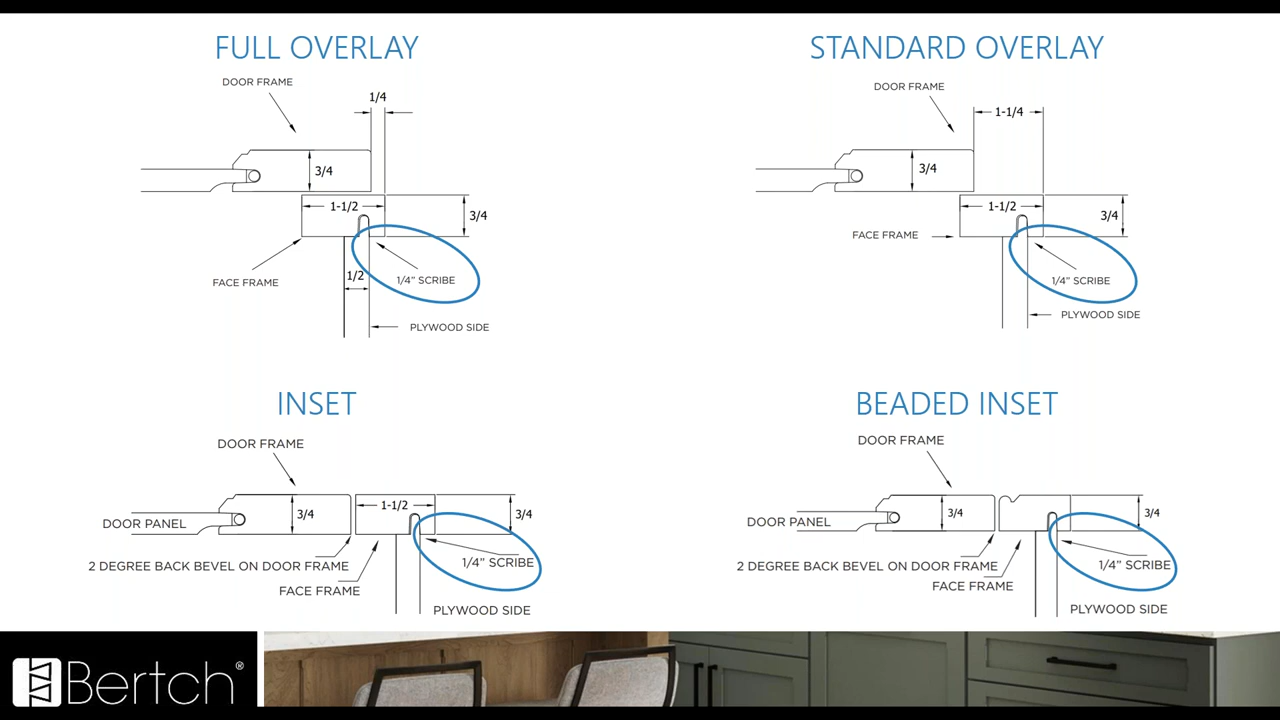 FULL OVERLAY
DOOR FRAME
1/4
3/4
1-1/2
3/4
1/2
1/4" SCRIBE
FACE FRAME
PLYWOOD SIDE
STANDARD OVERLAY
DOOR FRAME
1-1/4
3/4
1-1/2
3/4
FACE FRAME
1/4" SCRIBE
PLYWOOD SIDE
INSET
DOOR FRAME
DOOR PANEL
3/4
1-1/2
3/4
2 DEGREE BACK BEVEL ON DOOR FRAME
1/4" SCRIBE
FACE FRAME
PLYWOOD SIDE
BEADED INSET
DOOR FRAME
DOOR PANEL
3/4
3/4
2 DEGREE BACK BEVEL ON DOOR FRAME
1/4" SCRIBE
FACE FRAME
PLYWOOD SIDE
Bertch®